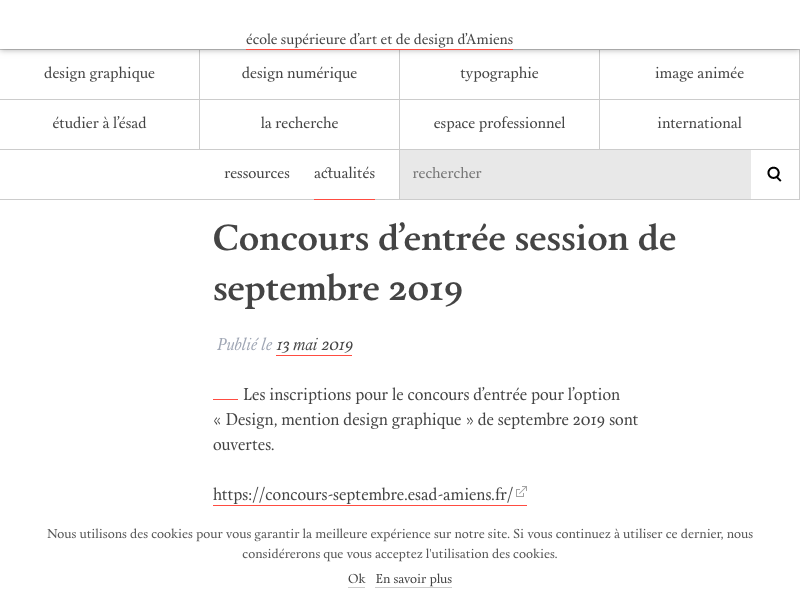 école supérieure d'art et de design d'Amiens
design graphique
design numérique
typographie
image animée
étudier à l'ésad
la recherche
espace professionnel
international
ressources
actualités
rechercher
Concours d'entrée session de
septembre 2019
Publié le 13 mai 2019
Les inscriptions pour le concours d'entrée pour l'option
« Design, mention design graphique » de septembre 2019 sont
ouvertes.
https://concours-septembre.esad-amiens.fr/
Nous utilisons des cookies pour vous garantir la meilleure expérience sur notre site. Si vous continuez à utiliser ce dernier, nous
considérerons que vous acceptez l'utilisation des cookies.
Ok En savoir plus